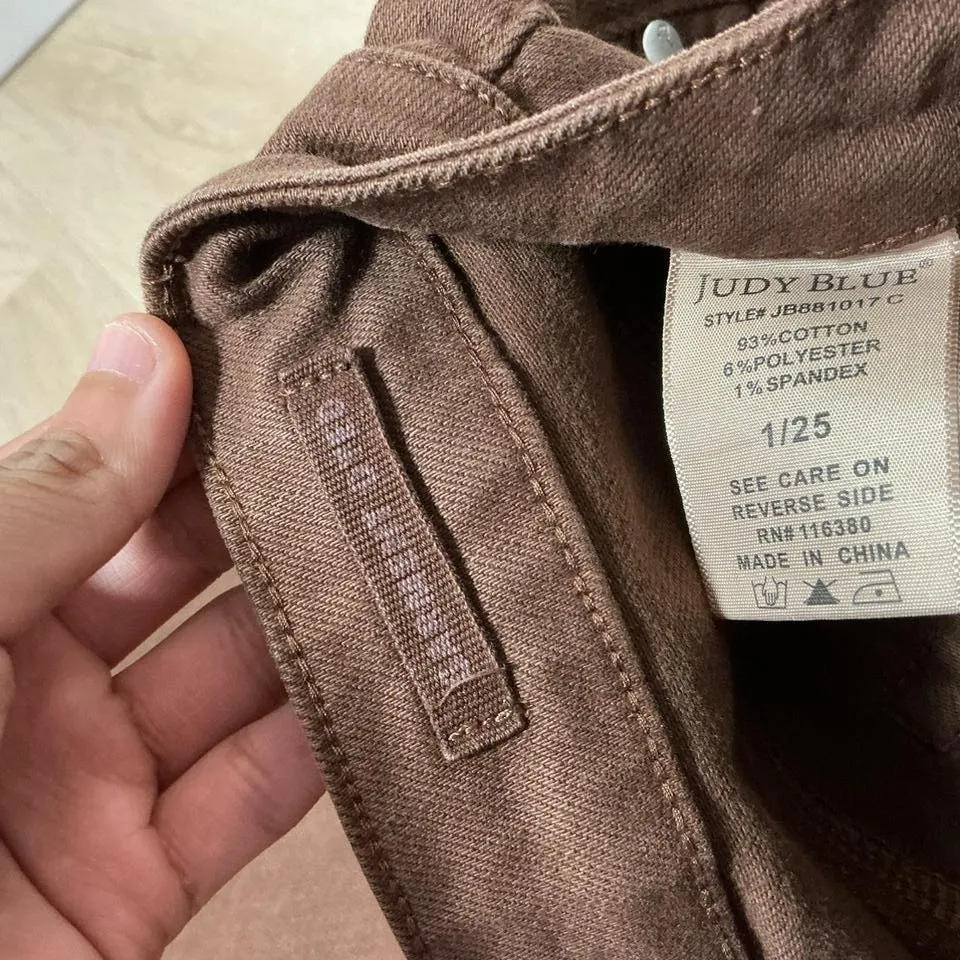 JUDY BLUE®
STYLE# JB881017 C
93%COTTON
6%POLYESTER
1%SPANDEX
1/25
SEE CARE ON
REVERSE SIDE
RN# 116380
MADE IN CHINA